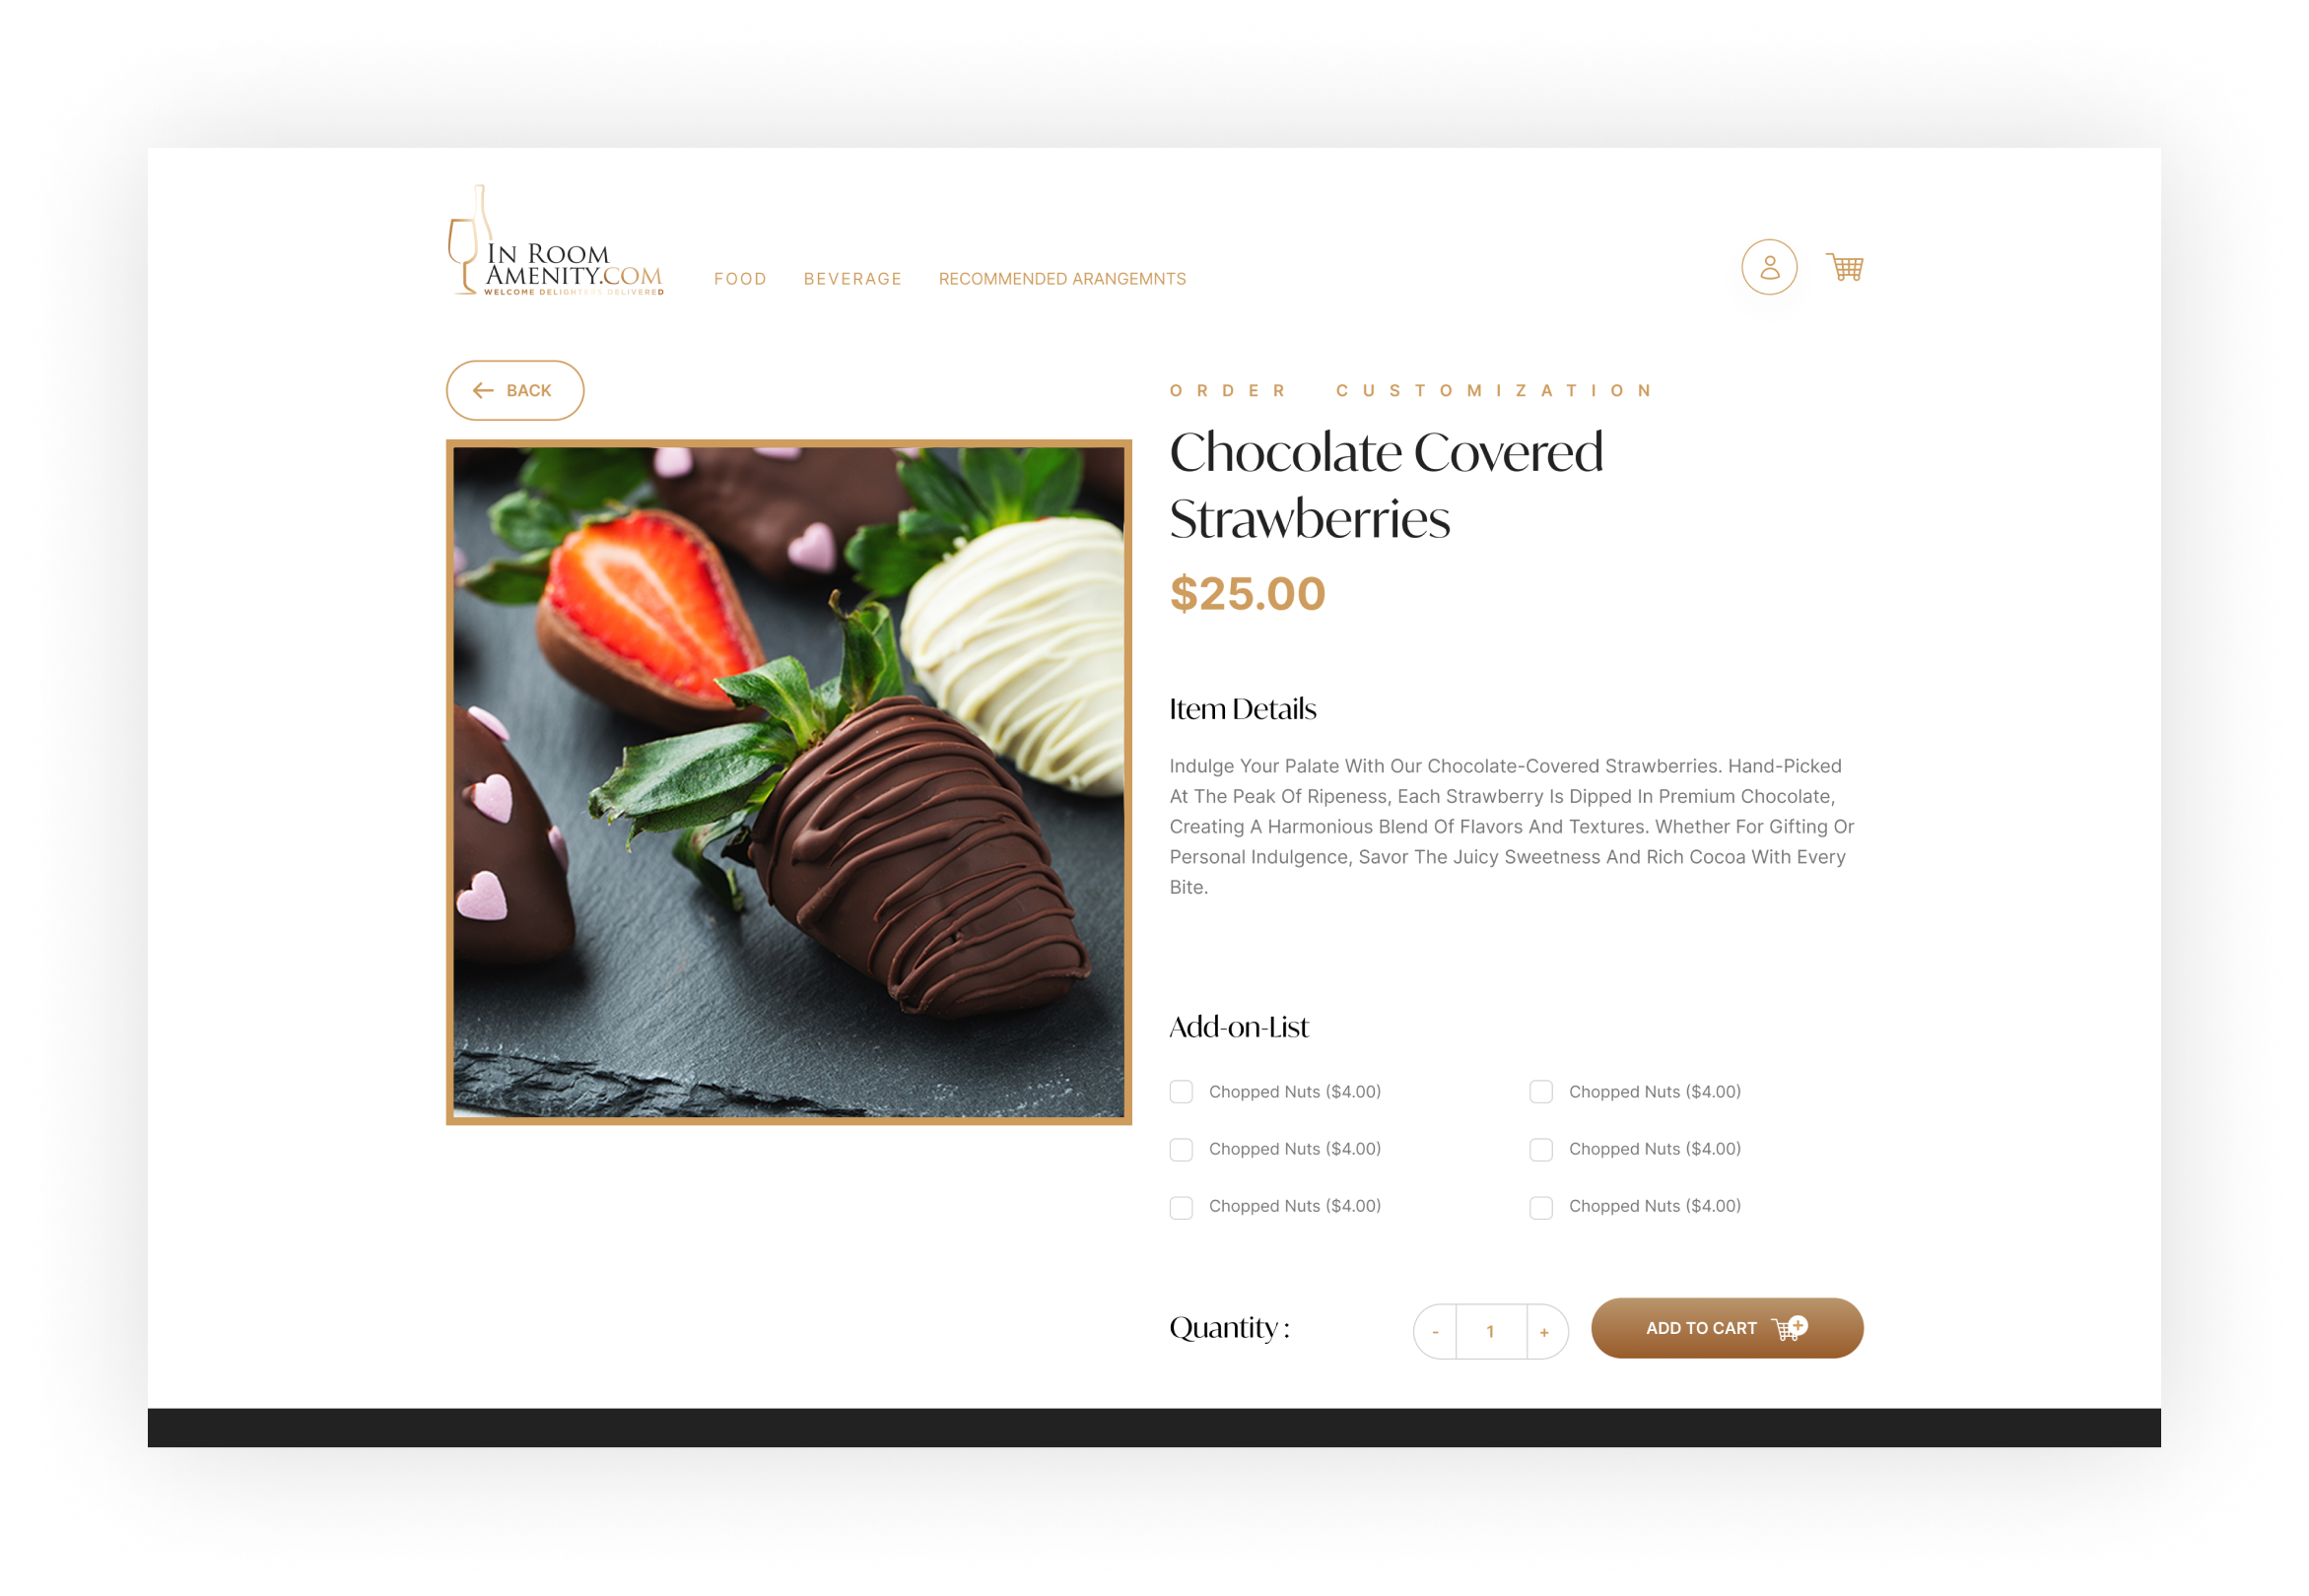 IN ROOM
AMENITY.COM
WELCOME DELIGHTERS DELIVERED
FOOD BEVERAGE RECOMMENDED ARANGEMNTS
BACK
ORDER CUSTOMIZATION
Chocolate Covered
Strawberries
$25.00
Item Details
Indulge Your Palate With Our Chocolate-Covered Strawberries. Hand-Picked
At The Peak Of Ripeness, Each Strawberry Is Dipped In Premium Chocolate,
Creating A Harmonious Blend Of Flavors And Textures. Whether For Gifting Or
Personal Indulgence, Savor The Juicy Sweetness And Rich Cocoa With Every
Bite.
Add-on-List
Chopped Nuts ($4.00) Chopped Nuts ($4.00)
Chopped Nuts ($4.00) Chopped Nuts ($4.00)
Chopped Nuts ($4.00) Chopped Nuts ($4.00)
Quantity : - 1 + ADD TO CART